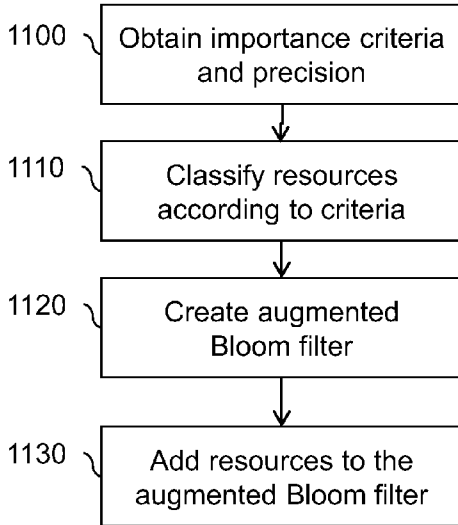 1100
Obtain importance criteria
and precision
1110
Classify resources
according to criteria
1120
Create augmented
Bloom filter
1130
Add resources to the
augmented Bloom filter